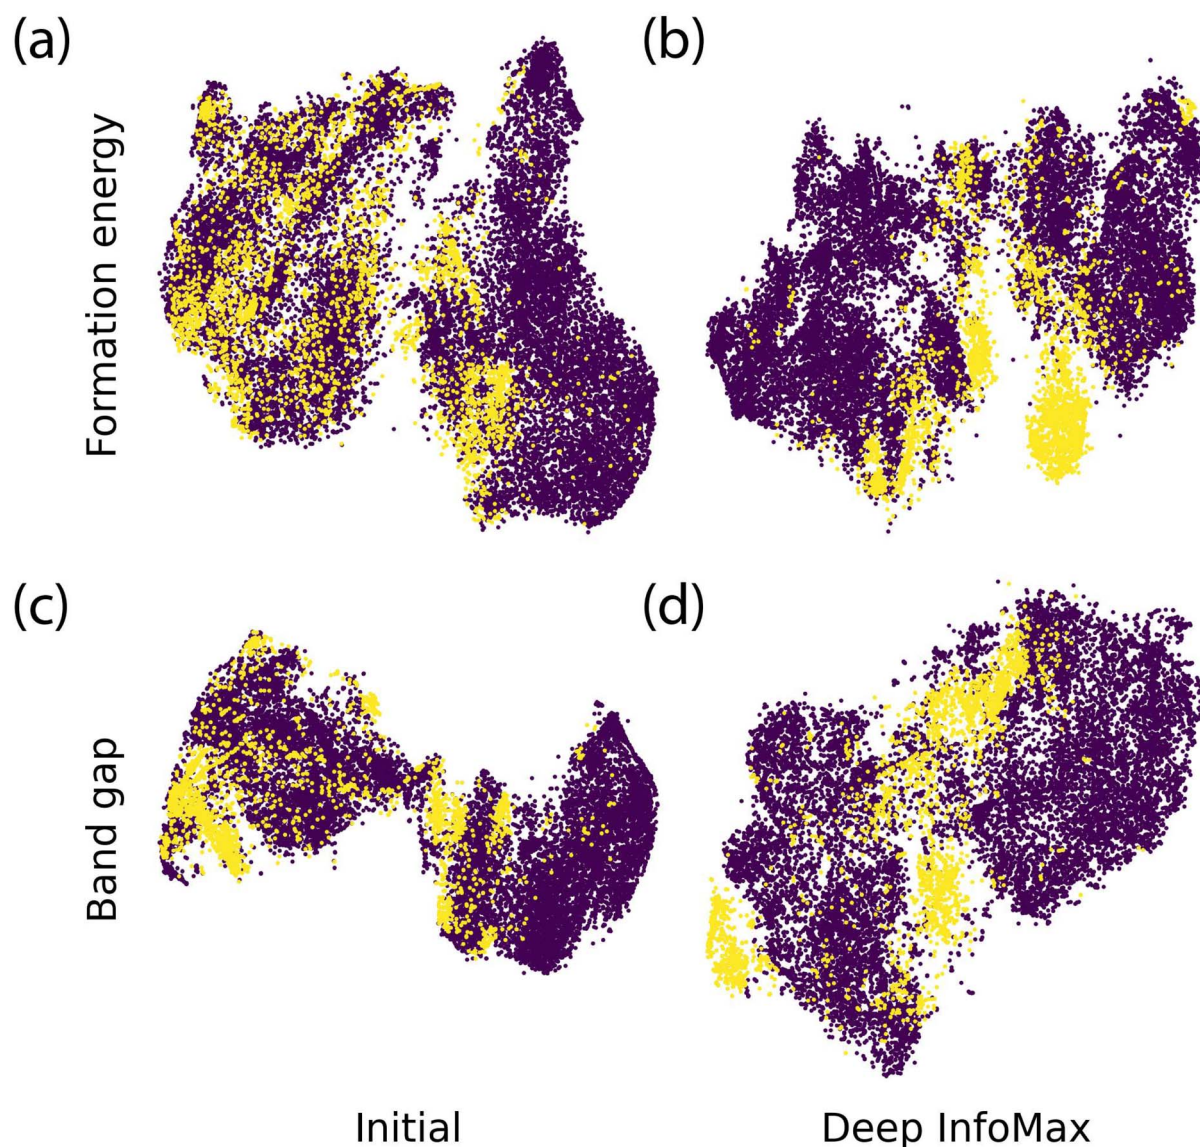 (a)
(b)
Formation energy
(c)
(d)
Band gap
Initial
Deep InfoMax